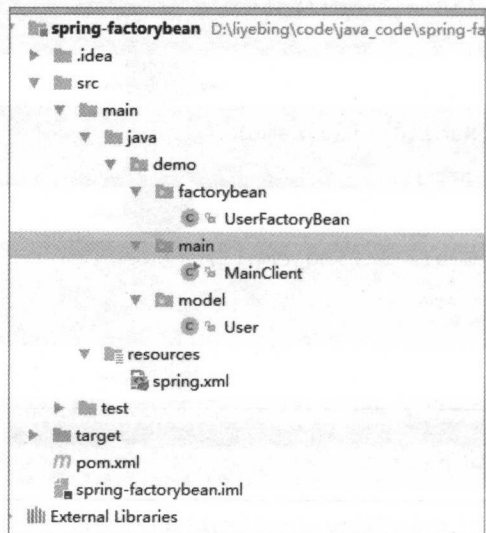 spring-factorybean D:\liyebing\code\java_code\spring-fa
.idea
src
main
java
demo
factorybean
UserFactoryBean
main
MainClient
model
User
resources
spring.xml
test
target
pom.xml
spring-factorybean.iml
External Libraries